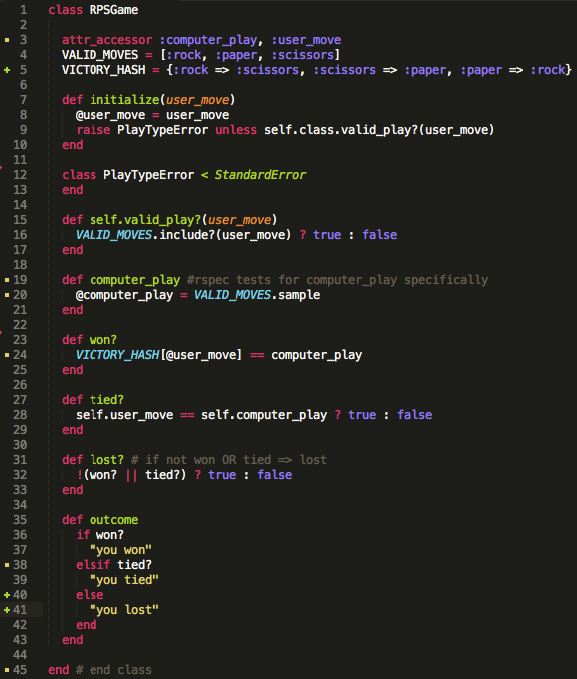 1 class RPSGame
2
3 attr_accessor :computer_play, :user_move
4 VALID_MOVES = [:rock, :paper, :scissors]
5 VICTORY_HASH = {:rock => :scissors, :scissors => :paper, :paper => :rock}
6
7 def initialize(user_move)
8 @user_move = user_move
9 raise PlayTypeError unless self.class.valid_play?(user_move)
10 end
11
12 class PlayTypeError < StandardError
13 end
14
15 def self.valid_play?(user_move)
16 VALID_MOVES.include?(user_move) ? true : false
17 end
18
19 def computer_play #rspec tests for computer_play specifically
20 @computer_play = VALID_MOVES.sample
21 end
22
23 def won?
24 VICTORY_HASH[@user_move] == computer_play
25 end
26
27 def tied?
28 self.user_move == self.computer_play ? true : false
29 end
30
31 def lost? # if not won OR tied => lost
32 !(won? || tied?) ? true : false
33 end
34
35 def outcome
36 if won?
37 "you won"
38 elsif tied?
39 "you tied"
40 else
41 "you lost"
42 end
43 end
44
45 end # end class